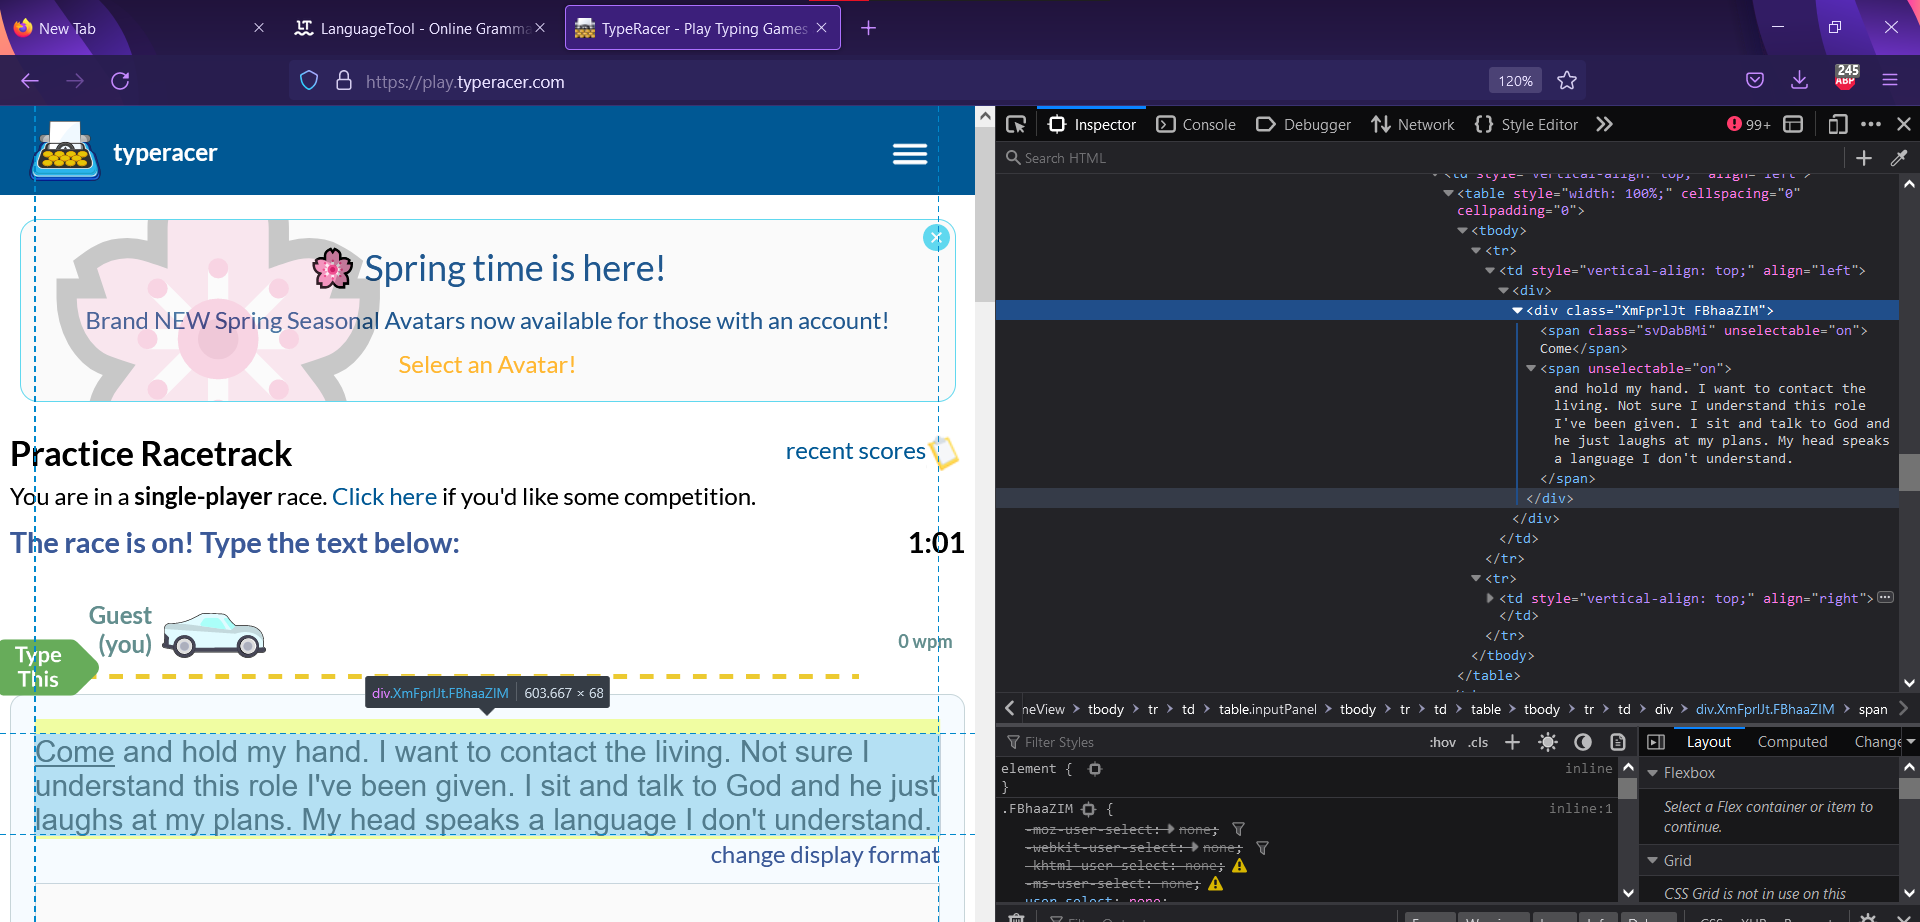 New Tab
LanguageTool - Online Gramma
TypeRacer - Play Typing Games
https://play.typeracer.com
120%
245
ABP
typeracer
Spring time is here!
Brand NEW Spring Seasonal Avatars now available for those with an account!
Select an Avatar!
Practice Racetrack
recent scores
You are in a single-player race. Click here if you'd like some competition.
The race is on! Type the text below:
1:01
Guest
(you)
0 wpm
Type
This
div.XmFprlJt.FBhaaZIM 603.667 × 68
Come and hold my hand. I want to contact the living. Not sure I
understand this role I've been given. I sit and talk to God and he just
laughs at my plans. My head speaks a language I don't understand.
change display format
Inspector Console Debugger Network Style Editor 99+
Search HTML
<td style="vertical-align: top;" align="left">
<table style="width: 100%;" cellspacing="0"
cellpadding="0">
<tbody>
<tr>
<td style="vertical-align: top;" align="left">
<div>
<div class="XmFprlJt FBhaaZIM">
<span class="svDabBMi" unselectable="on">
Come</span>
<span unselectable="on">
and hold my hand. I want to contact the
living. Not sure I understand this role
I've been given. I sit and talk to God and
he just laughs at my plans. My head speaks
a language I don't understand.
</span>
</div>
</div>
</td>
</tr>
<tr>
<td style="vertical-align: top;" align="right">
</td>
</tr>
</tbody>
</table>
neView tbody tr td table.inputPanel tbody tr td table tbody tr td div div.XmFprlJt.FBhaaZIM span
Filter Styles :hov .cls
element { inline
}
.FBhaaZIM { inline:1
-moz-user-select: none;
-webkit-user-select: none;
-khtml-user-select: none;
-ms-user-select: none;
user-select: none;
Layout Computed Change
Flexbox
Select a Flex container or item to
continue.
Grid
CSS Grid is not in use on this